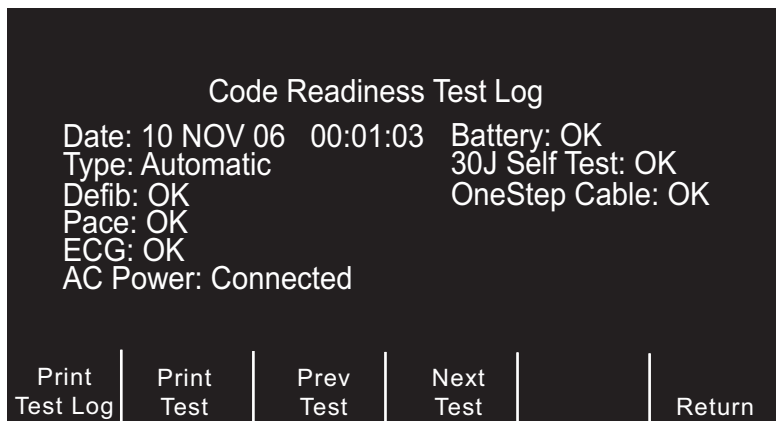 Code Readiness Test Log
Date: 10 NOV 06 00:01:03
Type: Automatic
Defib: OK
Pace: OK
ECG: OK
AC Power: Connected
Battery: OK
30J Self Test: OK
OneStep Cable: OK
Print
Test Log
Print
Test
Prev
Test
Next
Test
Return